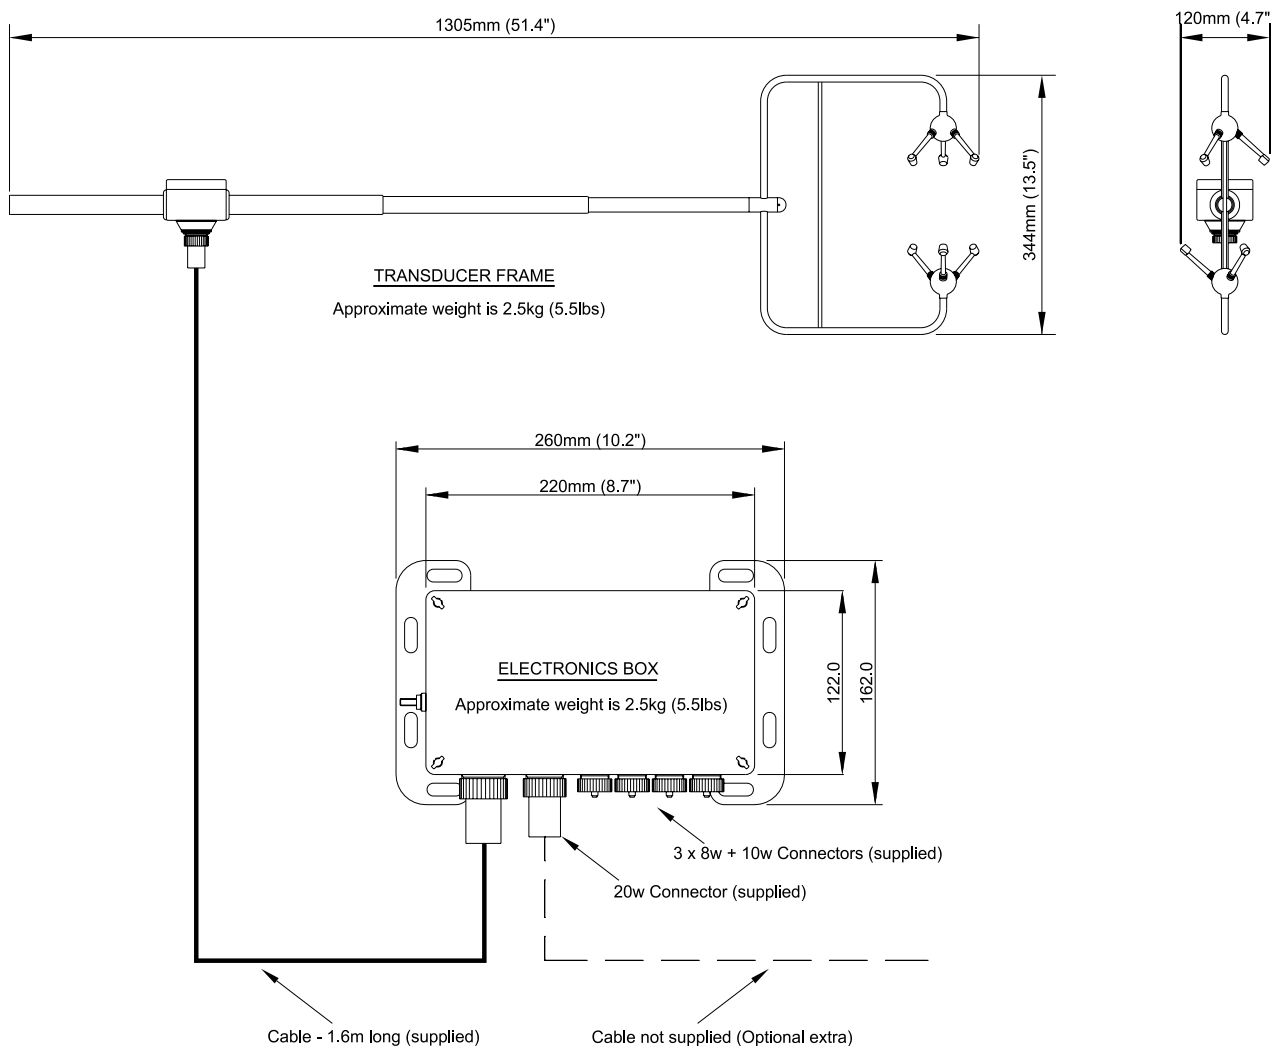 1305mm (51.4")
120mm (4.7"
344mm (13.5")
TRANSDUCER FRAME
Approximate weight is 2.5kg (5.5lbs)
260mm (10.2")
220mm (8.7")
ELECTRONICS BOX
Approximate weight is 2.5kg (5.5lbs)
122.0
162.0
3 x 8w + 10w Connectors (supplied)
20w Connector (supplied)
Cable - 1.6m long (supplied)
Cable not supplied (Optional extra)